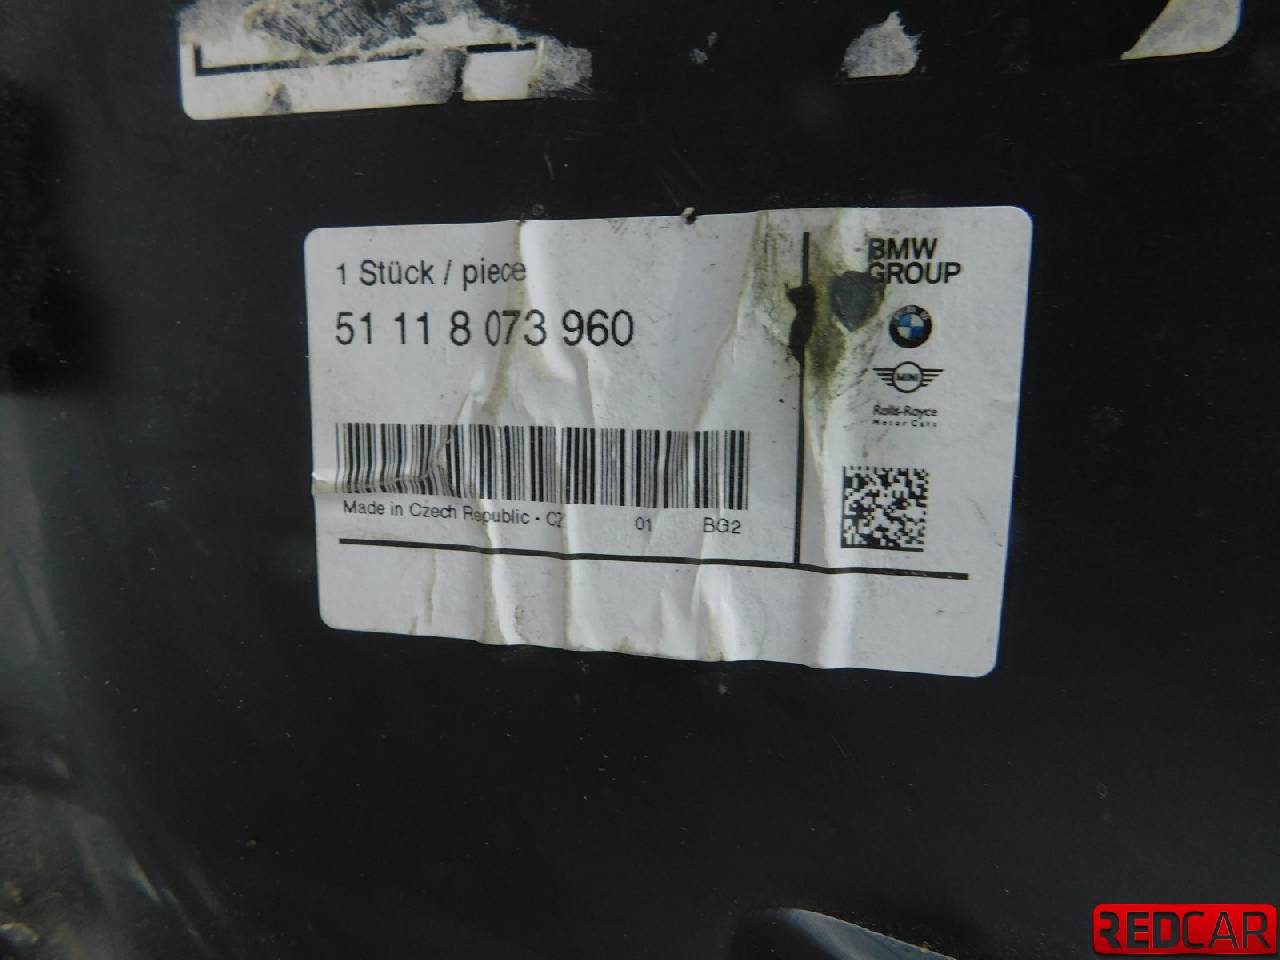 1 Stück / piece
51 11 8 073 960
Made in Czech Republic - CZ 01 BG2
BMW
GROUP
MINI
Rolls-Royce
Motor Cars
REDCAR